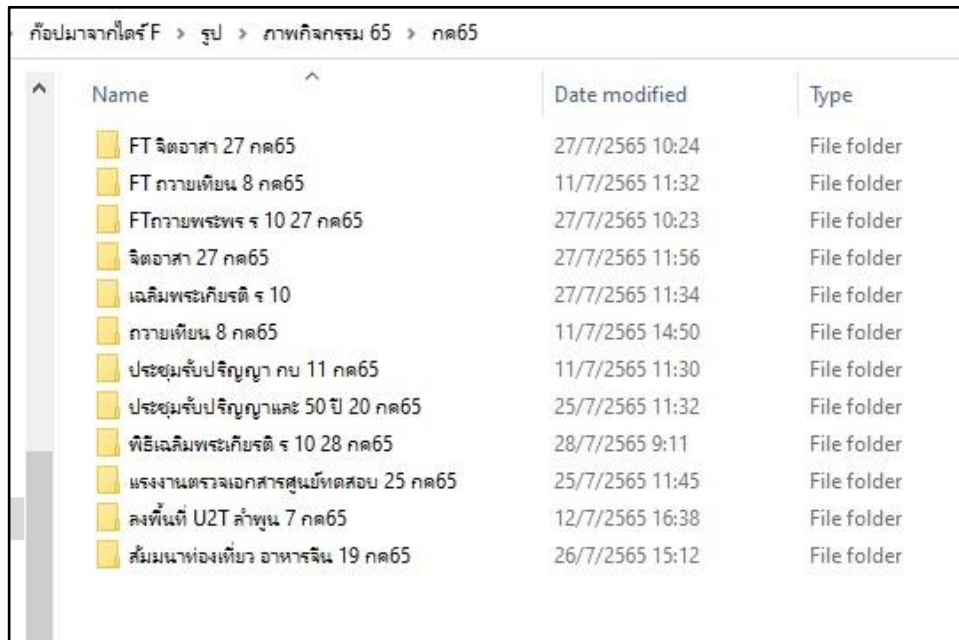 ก๊อปมาจากไดร์ F > รูป > ภาพกิจกรรม 65 > กค65
Name Date modified Type
FT จิตอาสา 27 กค65 27/7/2565 10:24 File folder
FT ถวายเทียน 8 กค65 11/7/2565 11:32 File folder
FTถวายพระพร ร 10 27 กค65 27/7/2565 10:23 File folder
จิตอาสา 27 กค65 27/7/2565 11:56 File folder
เฉลิมพระเกียรติ ร 10 27/7/2565 11:34 File folder
ถวายเทียน 8 กค65 11/7/2565 14:50 File folder
ประชุมรับปริญญา กบ 11 กค65 11/7/2565 11:30 File folder
ประชุมรับปริญญาและ 50 ปี 20 กค65 25/7/2565 11:32 File folder
พิธีเฉลิมพระเกียรติ ร 10 28 กค65 28/7/2565 9:11 File folder
แรงงานตรวจเอกสารศูนย์ทดสอบ 25 กค65 25/7/2565 11:45 File folder
ลงพื้นที่ U2T ลำพูน 7 กค65 12/7/2565 16:38 File folder
สัมมนาท่องเที่ยว อาหารจีน 19 กค65 26/7/2565 15:12 File folder